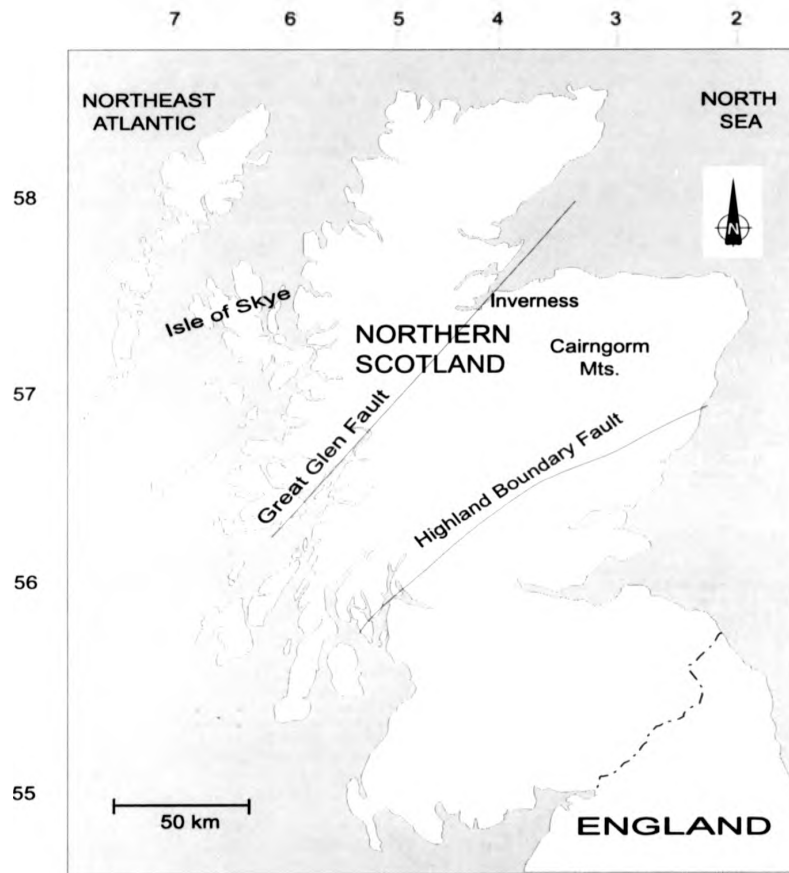 7 6 5 4 3 2
NORTHEAST
ATLANTIC
NORTH
SEA
58
N
Isle of Skye
Inverness
NORTHERN
SCOTLAND
Cairngorm
Mts.
57
Great Glen Fault
Highland Boundary Fault
56
55
50 km
ENGLAND